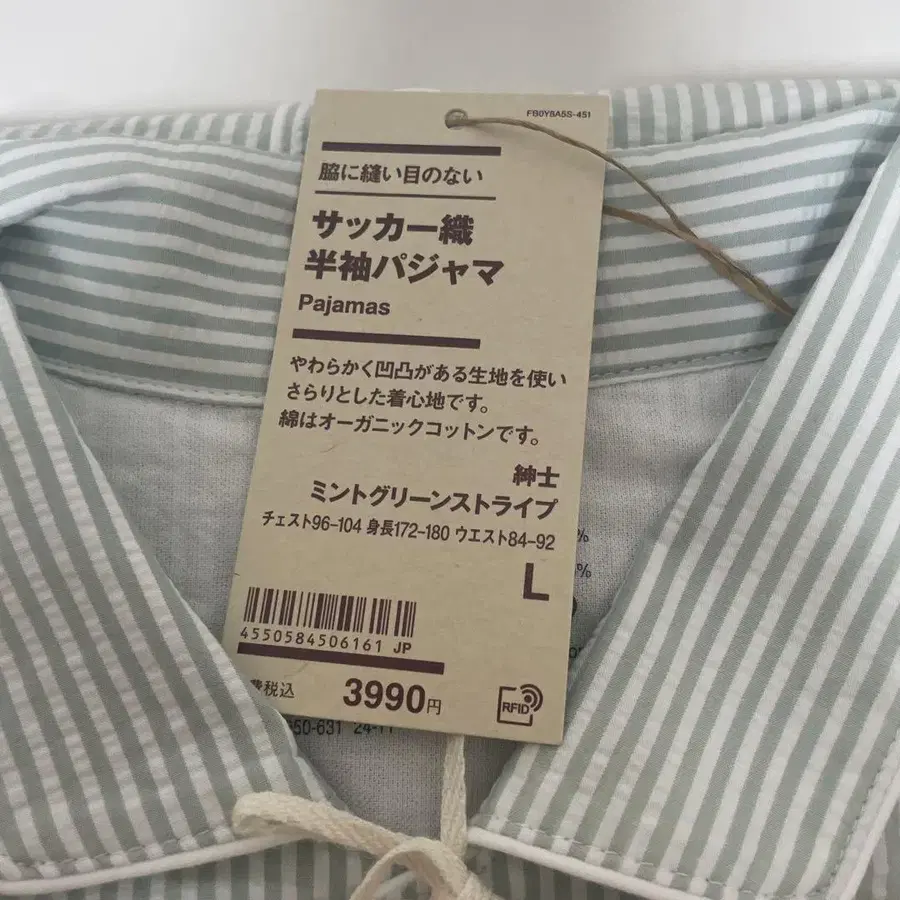 FB0Y8A5S-451
脇に縫い目のない
サッカー織
半袖パジャマ
Pajamas
やわらかく凹凸がある生地を使い
さらりとした着心地です。
綿はオーガニックコットンです。
紳士
ミントグリーンストライプ
チェスト96-104 身長172-180 ウエスト84-92
L
%
%
4550584506161 JP
費税込 3990円
RFID
50-631 24-11